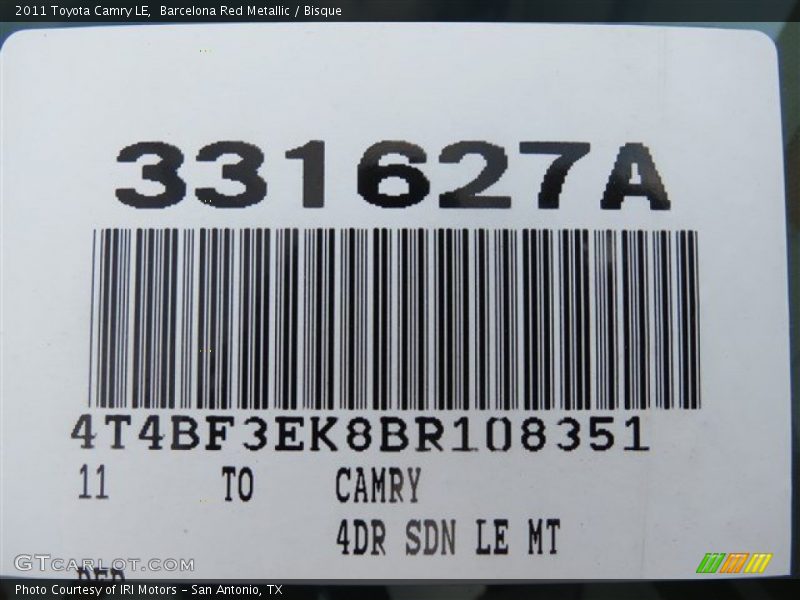 2011 Toyota Camry LE, Barcelona Red Metallic / Bisque
331627A
4T4BF3EK8BR108351
11 TO CAMRY
4DR SDN LE MT
RED
GTCarLot.com
Photo Courtesy of IRI Motors – San Antonio, TX